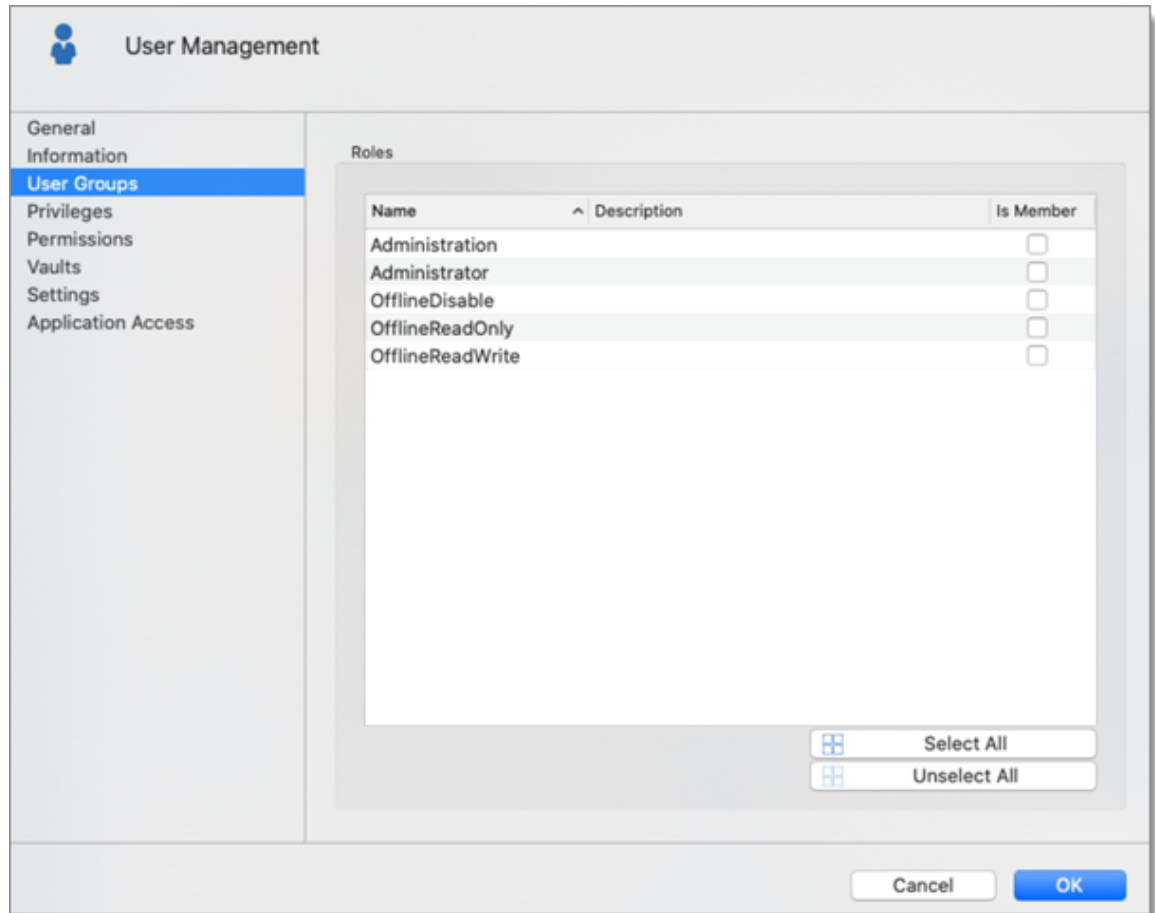 User Management
General
Information
User Groups
Privileges
Permissions
Vaults
Settings
Application Access
Roles
Name Description Is Member
Administration
Administrator
OfflineDisable
OfflineReadOnly
OfflineReadWrite
Select All
Unselect All
Cancel OK